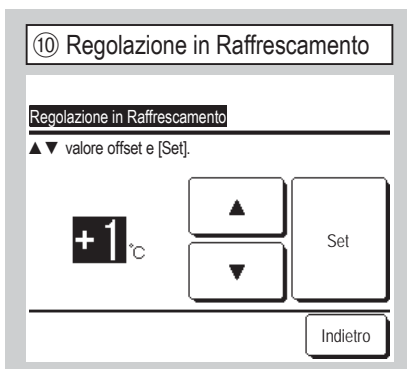 ⑩ Regolazione in Raffrescamento
Regolazione in Raffrescamento
▲▼ valore offset e [Set].
+1°C
▲
▼
Set
Indietro